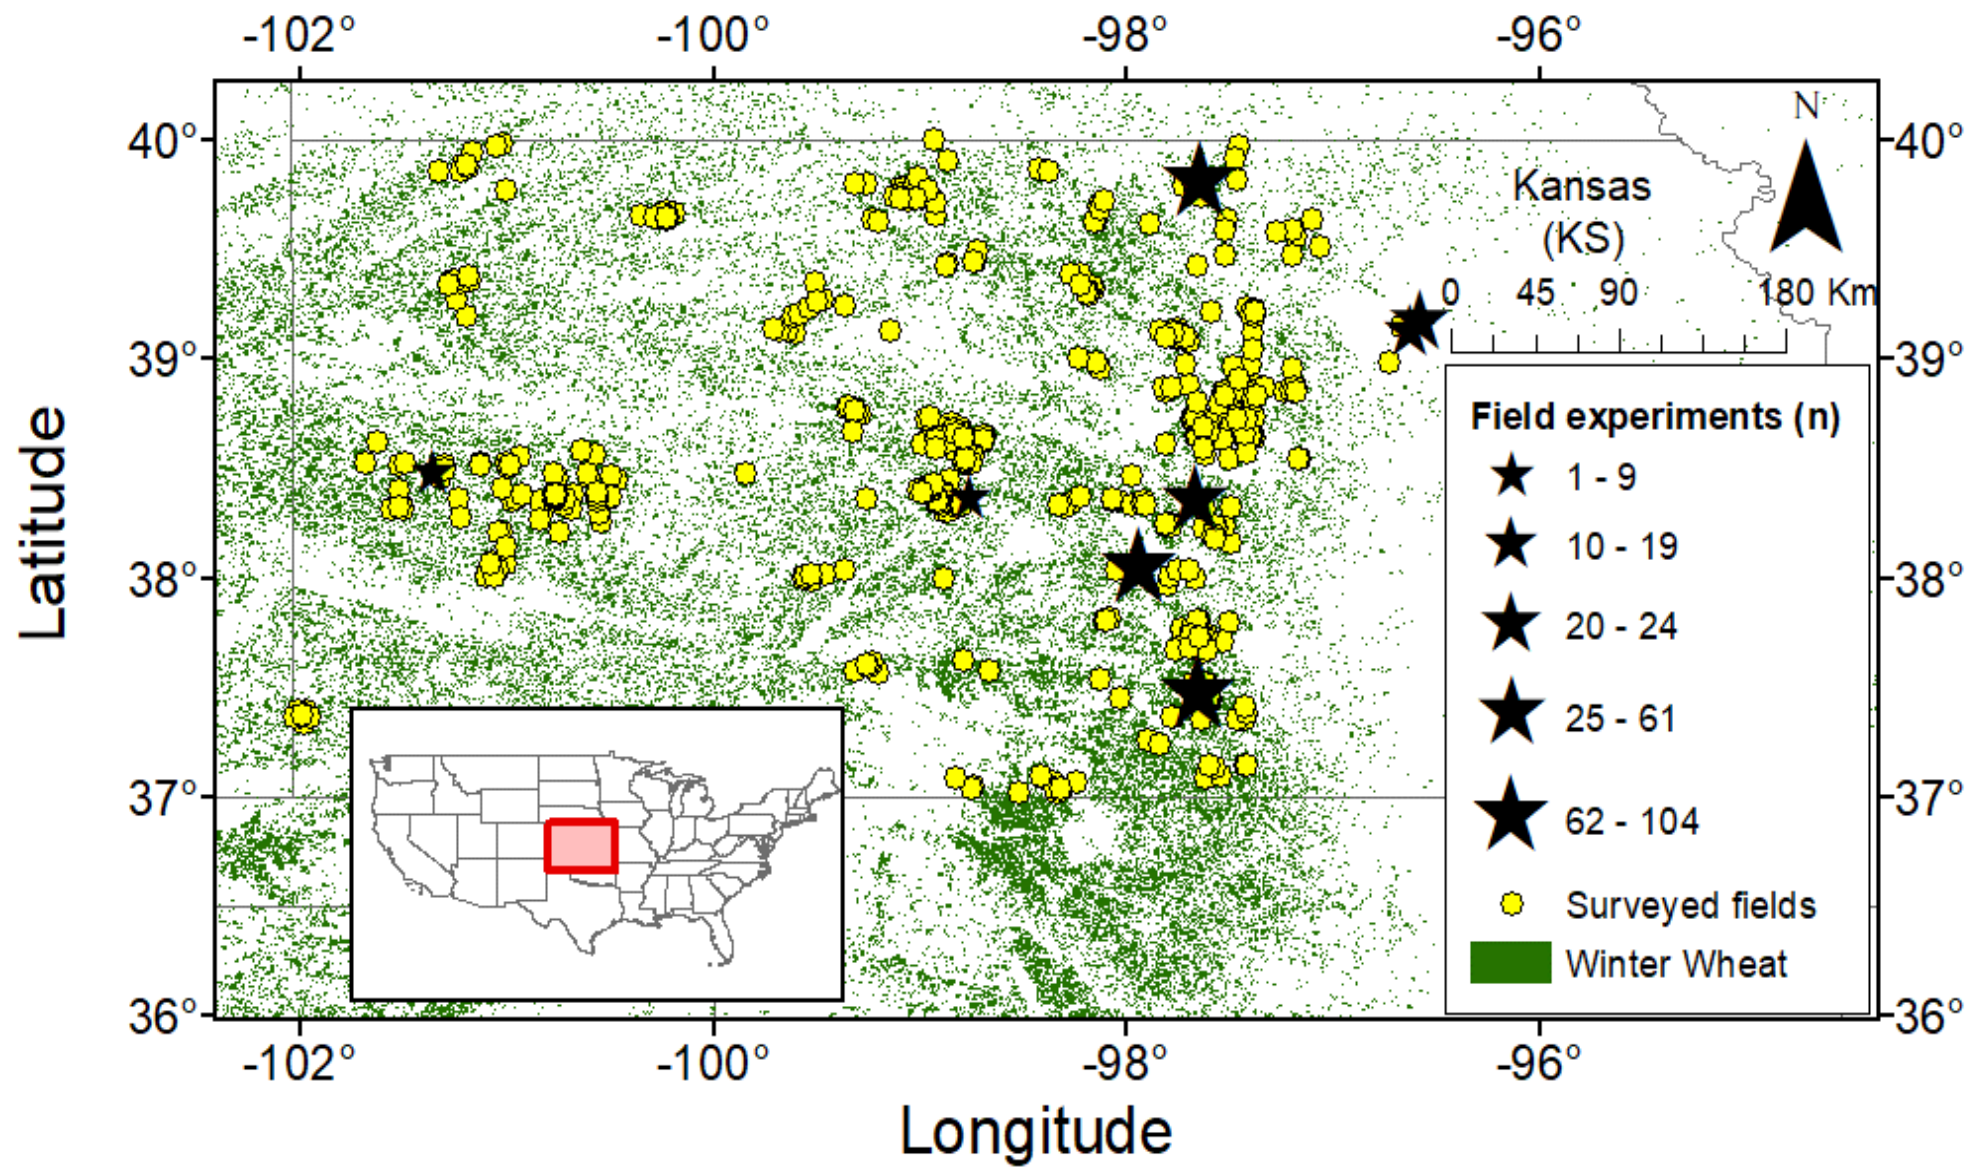 -102° -100° -98° -96°
N
40° 40°
Kansas
(KS)
0 45 90 180 Km
39° 39°
Field experiments (n)
1 - 9
10 - 19
Latitude
38° 38°
20 - 24
25 - 61
37° 37°
62 - 104
Surveyed fields
Winter Wheat
36° 36°
-102° -100° -98° -96°
Longitude